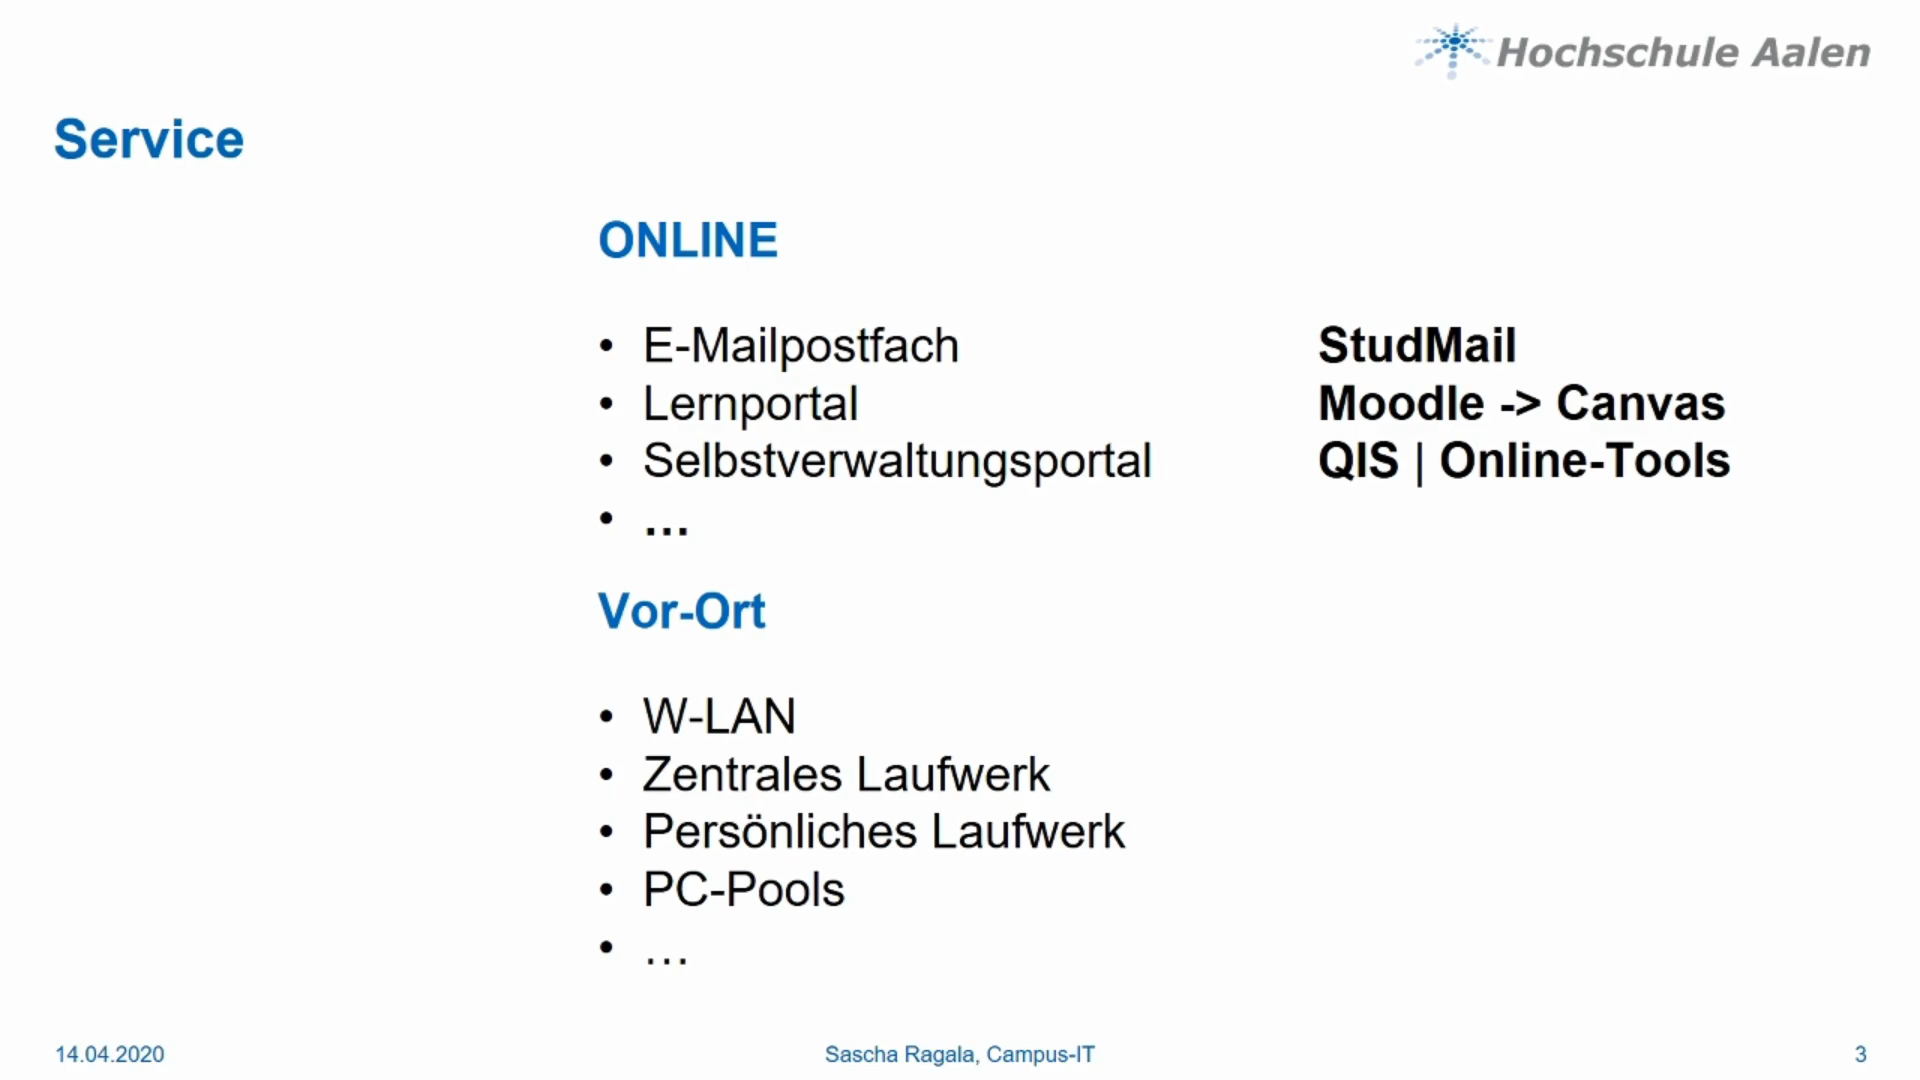 Hochschule Aalen
Service
ONLINE
• E-Mailpostfach StudMail
• Lernportal Moodle -> Canvas
• Selbstverwaltungsportal QIS | Online-Tools
• ...
Vor-Ort
• W-LAN
• Zentrales Laufwerk
• Persönliches Laufwerk
• PC-Pools
• ...
14.04.2020 Sascha Ragala, Campus-IT 3